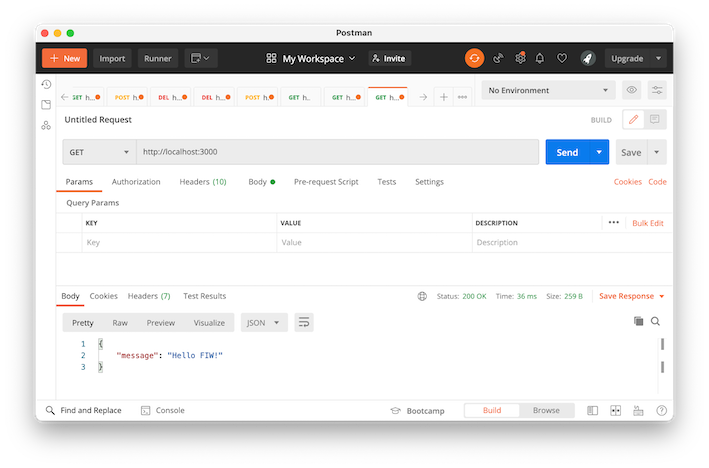 Postman
New Import Runner My Workspace Invite Upgrade
GET h... POST h... DEL h... DEL h... POST h... GET h.. GET h... GET h... No Environment
Untitled Request BUILD
GET http://localhost:3000 Send Save
Params Authorization Headers (10) Body Pre-request Script Tests Settings Cookies Code
Query Params
KEY VALUE DESCRIPTION Bulk Edit
Key Value Description
Body Cookies Headers (7) Test Results Status: 200 OK Time: 36 ms Size: 259 B Save Response
Pretty Raw Preview Visualize JSON
1 {
2 "message": "Hello FIW!"
3 }
Find and Replace Console Bootcamp Build Browse